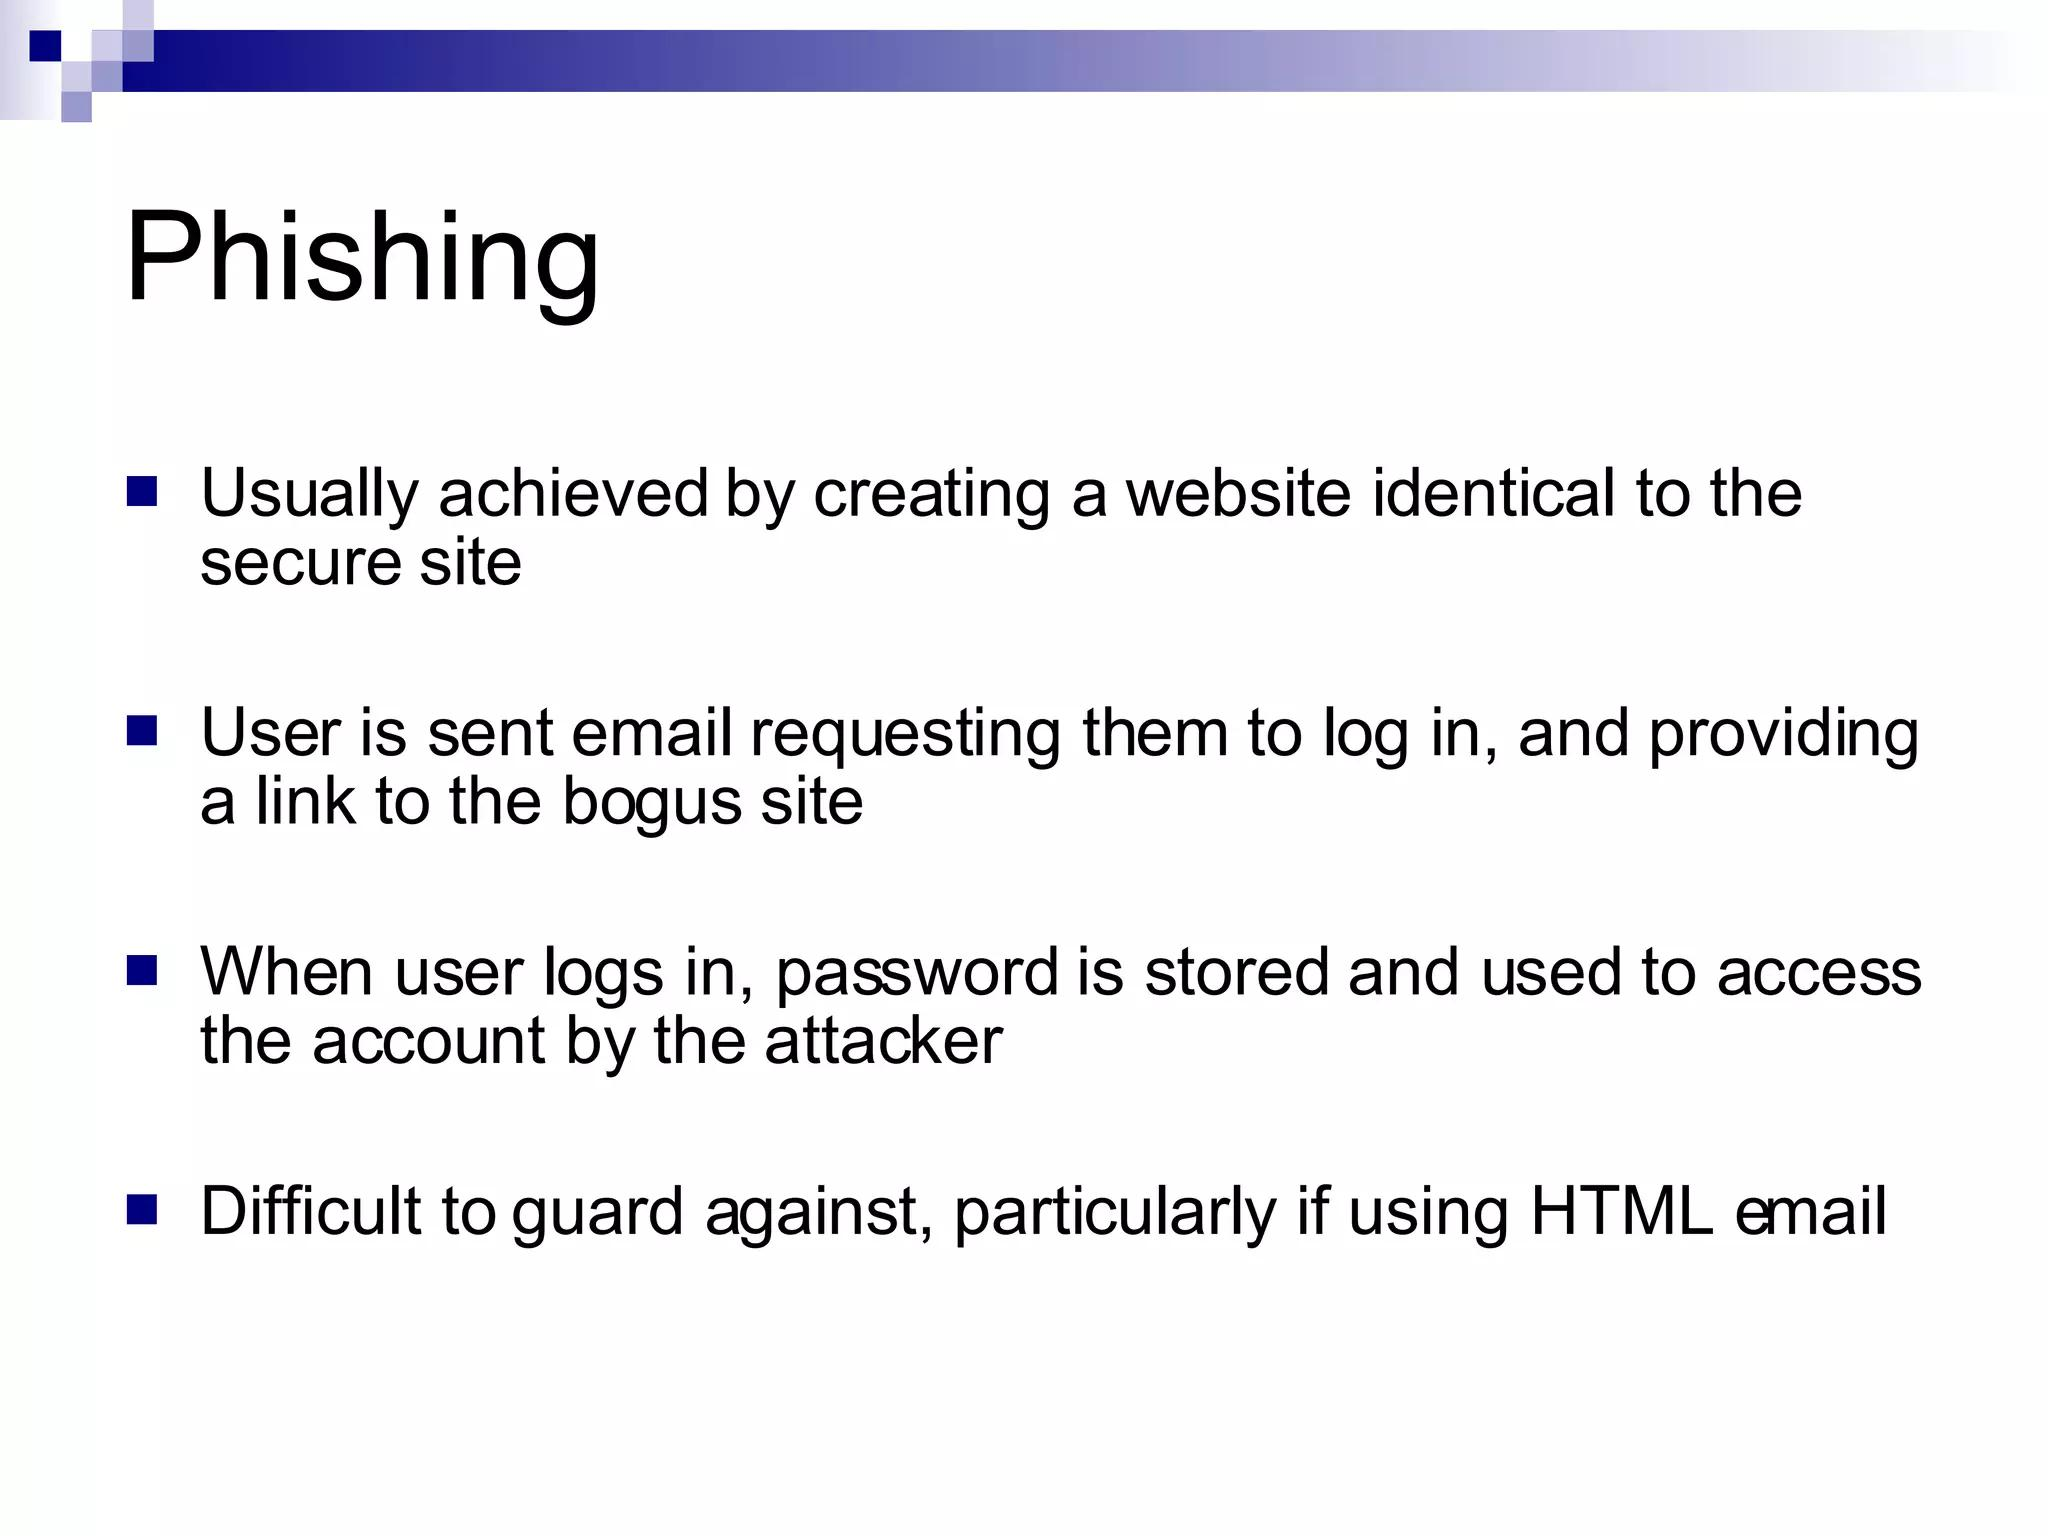 Phishing
Usually achieved by creating a website identical to the
secure site
User is sent email requesting them to log in, and providing
a link to the bogus site
When user logs in, password is stored and used to access
the account by the attacker
Difficult to guard against, particularly if using HTML email